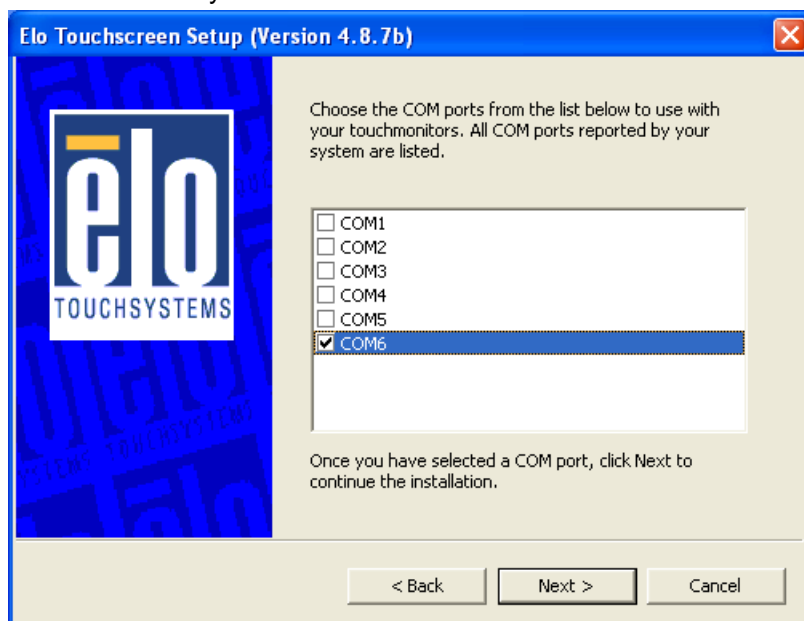 Elo Touchscreen Setup (Version 4.8.7b)
Choose the COM ports from the list below to use with
your touchmonitors. All COM ports reported by your
system are listed.
elo
TOUCHSYSTEMS
COM1
COM2
COM3
COM4
COM5
COM6
Once you have selected a COM port, click Next to
continue the installation.
< Back
Next >
Cancel